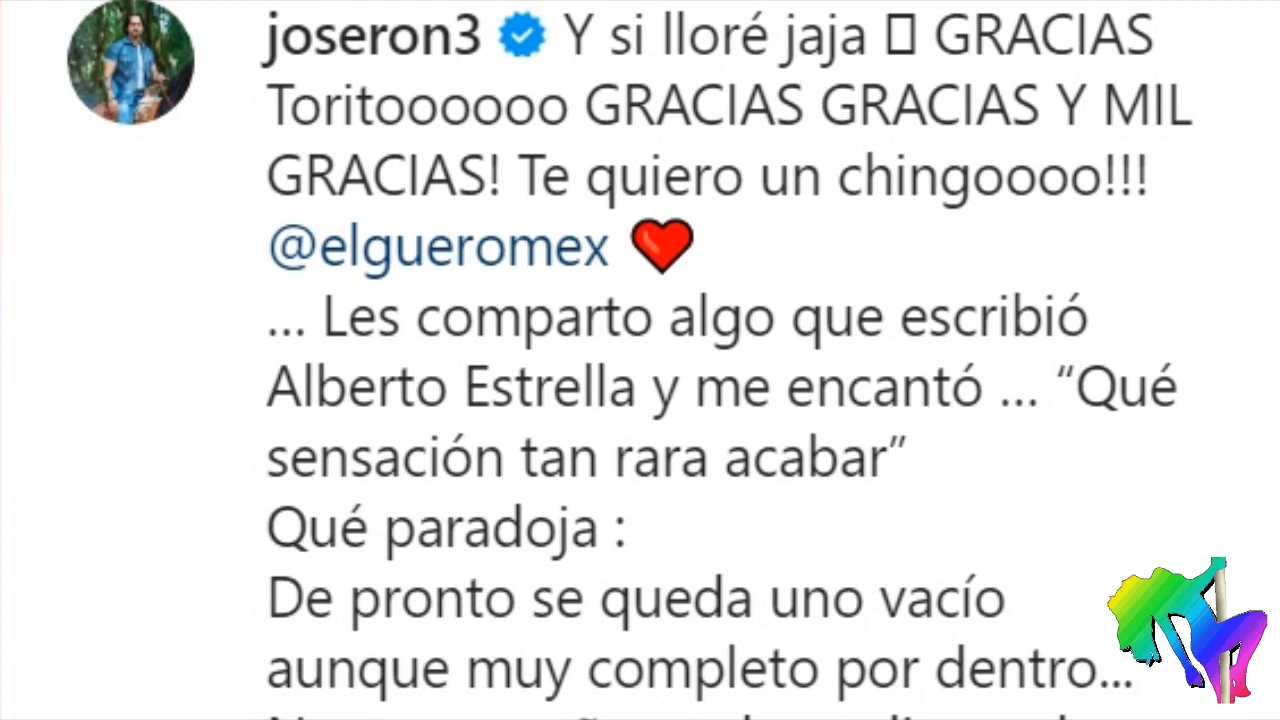 joseron3 Y si lloré jaja GRACIAS
Toritoooooo GRACIAS GRACIAS Y MIL
GRACIAS! Te quiero un chingoooo!!!
@elgueromex ❤️
... Les comparto algo que escribió
Alberto Estrella y me encantó ... “Qué
sensación tan rara acabar”
Qué paradoja :
De pronto se queda uno vacío
aunque muy completo por dentro...